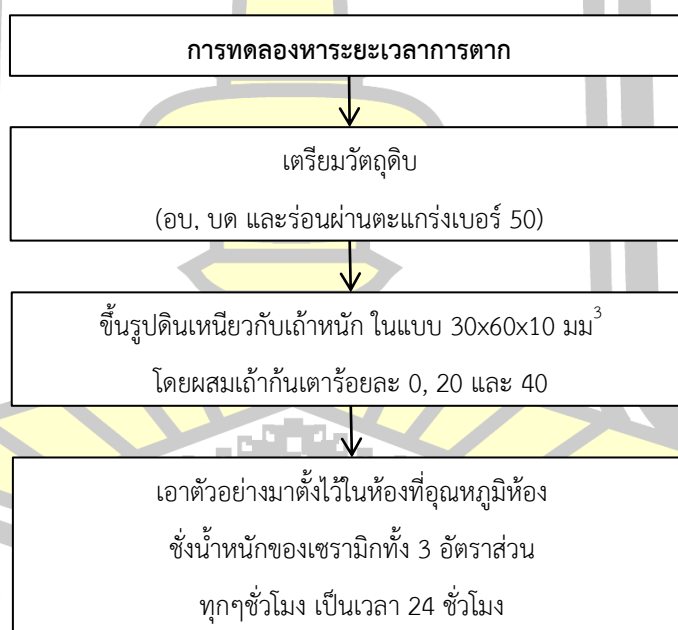 การทดลองหาระยะเวลาการตาก
เตรียมวัตถุดิบ
(อบ, บด และร่อนผ่านตะแกร่งเบอร์ 50)
ขึ้นรูปดินเหนียวกับเถ้าหนัก ในแบบ 30x60x10 มม³
โดยผสมเถ้าก้นเตาร้อยละ 0, 20 และ 40
เอาตัวอย่างมาตั้งไว้ในห้องที่อุณหภูมิห้อง
ชั่งน้ำหนักของเซรามิกทั้ง 3 อัตราส่วน
ทุกๆชั่วโมง เป็นเวลา 24 ชั่วโมง